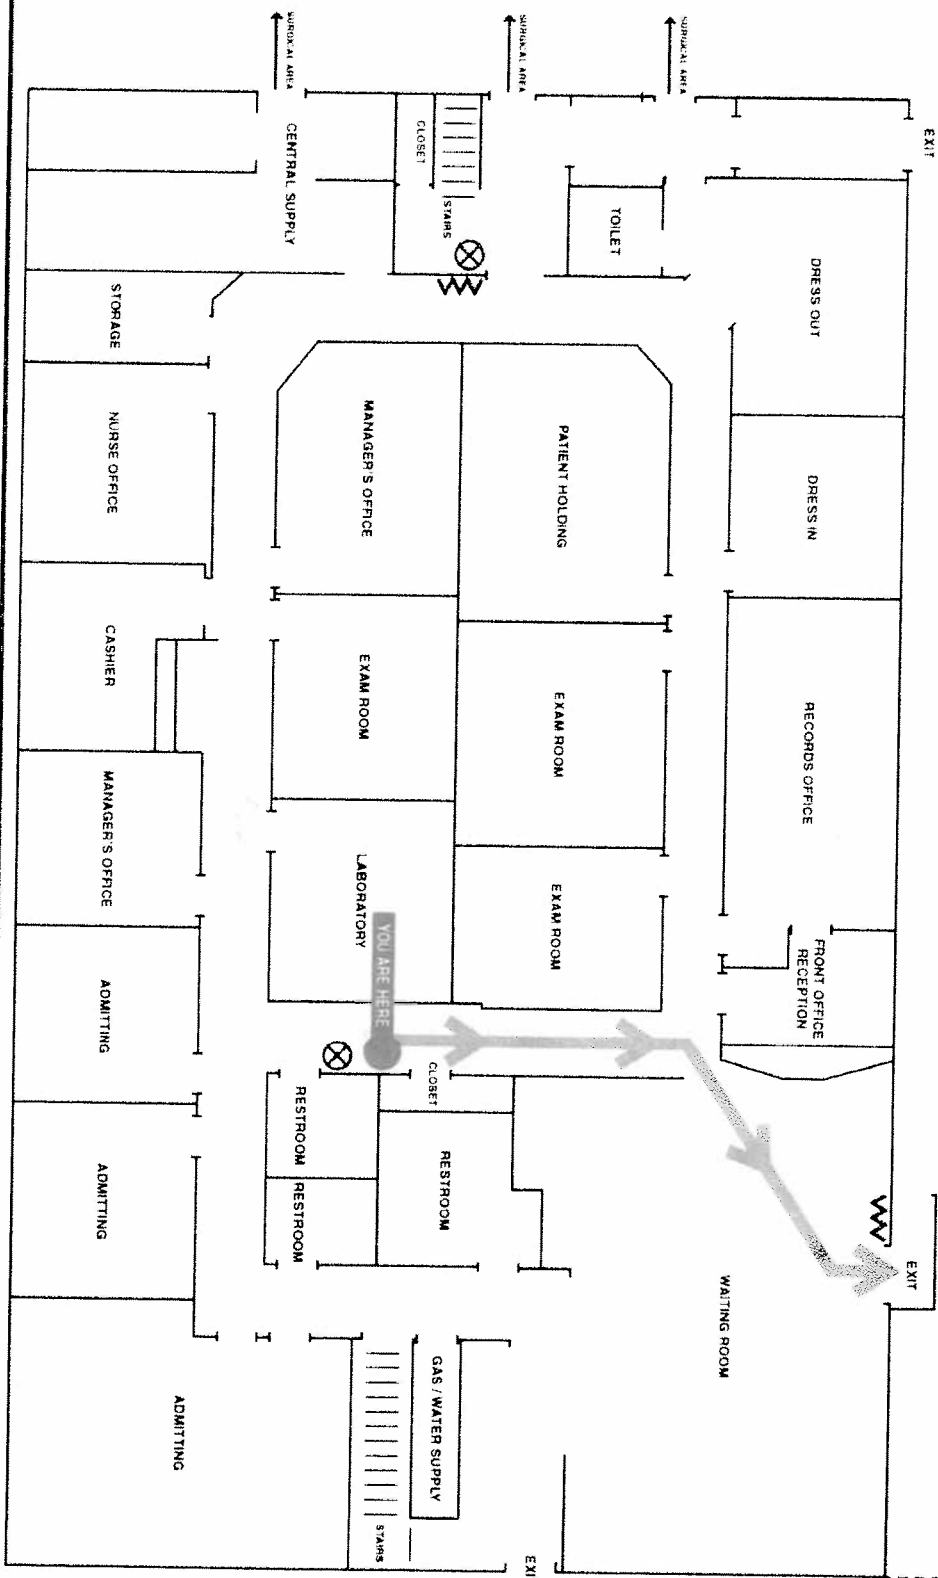 SURGICAL AREA
SURGICAL AREA
SURGICAL AREA
EXIT
CENTRAL SUPPLY
CLOSET
STAIRS
TOILET
DRESS OUT
STORAGE
NURSE OFFICE
MANAGER'S OFFICE
PATIENT HOLDING
DRESS IN
CASHIER
EXAM ROOM
EXAM ROOM
RECORDS OFFICE
MANAGER'S OFFICE
LABORATORY
EXAM ROOM
FRONT OFFICE
RECEPTION
YOU ARE HERE
ADMITTING
RESTROOM
CLOSET
ADMITTING
RESTROOM
RESTROOM
EXIT
WAITING ROOM
ADMITTING
GAS / WATER SUPPLY
STAIRS
EXI